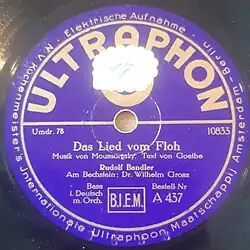 Elektrische Aufnahme
ULTRAPHON
Umdr. 78
10833
Das Lied vom Floh
Musik von Moussorgsky. Text von Goethe
Rudolf Bandler
Am Bechstein: Dr. Wilhelm Grosz
Bass
i. Deutsch
m. Orch.
B.I.E.M.
Bestell-Nr
A 437
N.V. Küchenmeister's Internationale Ultraphoon Maatschappij Amsterdam-Berlin